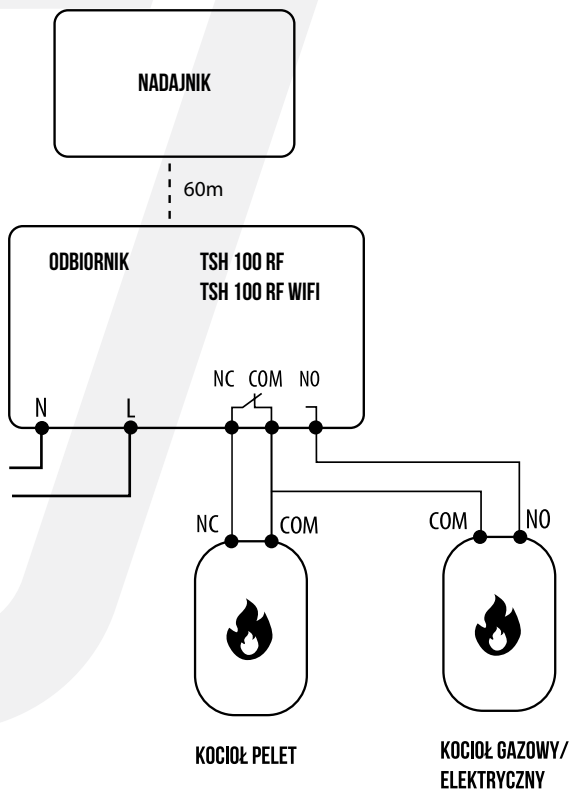 NADAJNIK
60m
ODBIORNIK TSH 100 RF
TSH 100 RF WIFI
NC COM NO
N L
NC COM COM NO
KOCIOŁ PELET
KOCIOŁ GAZOWY/
ELEKTRYCZNY